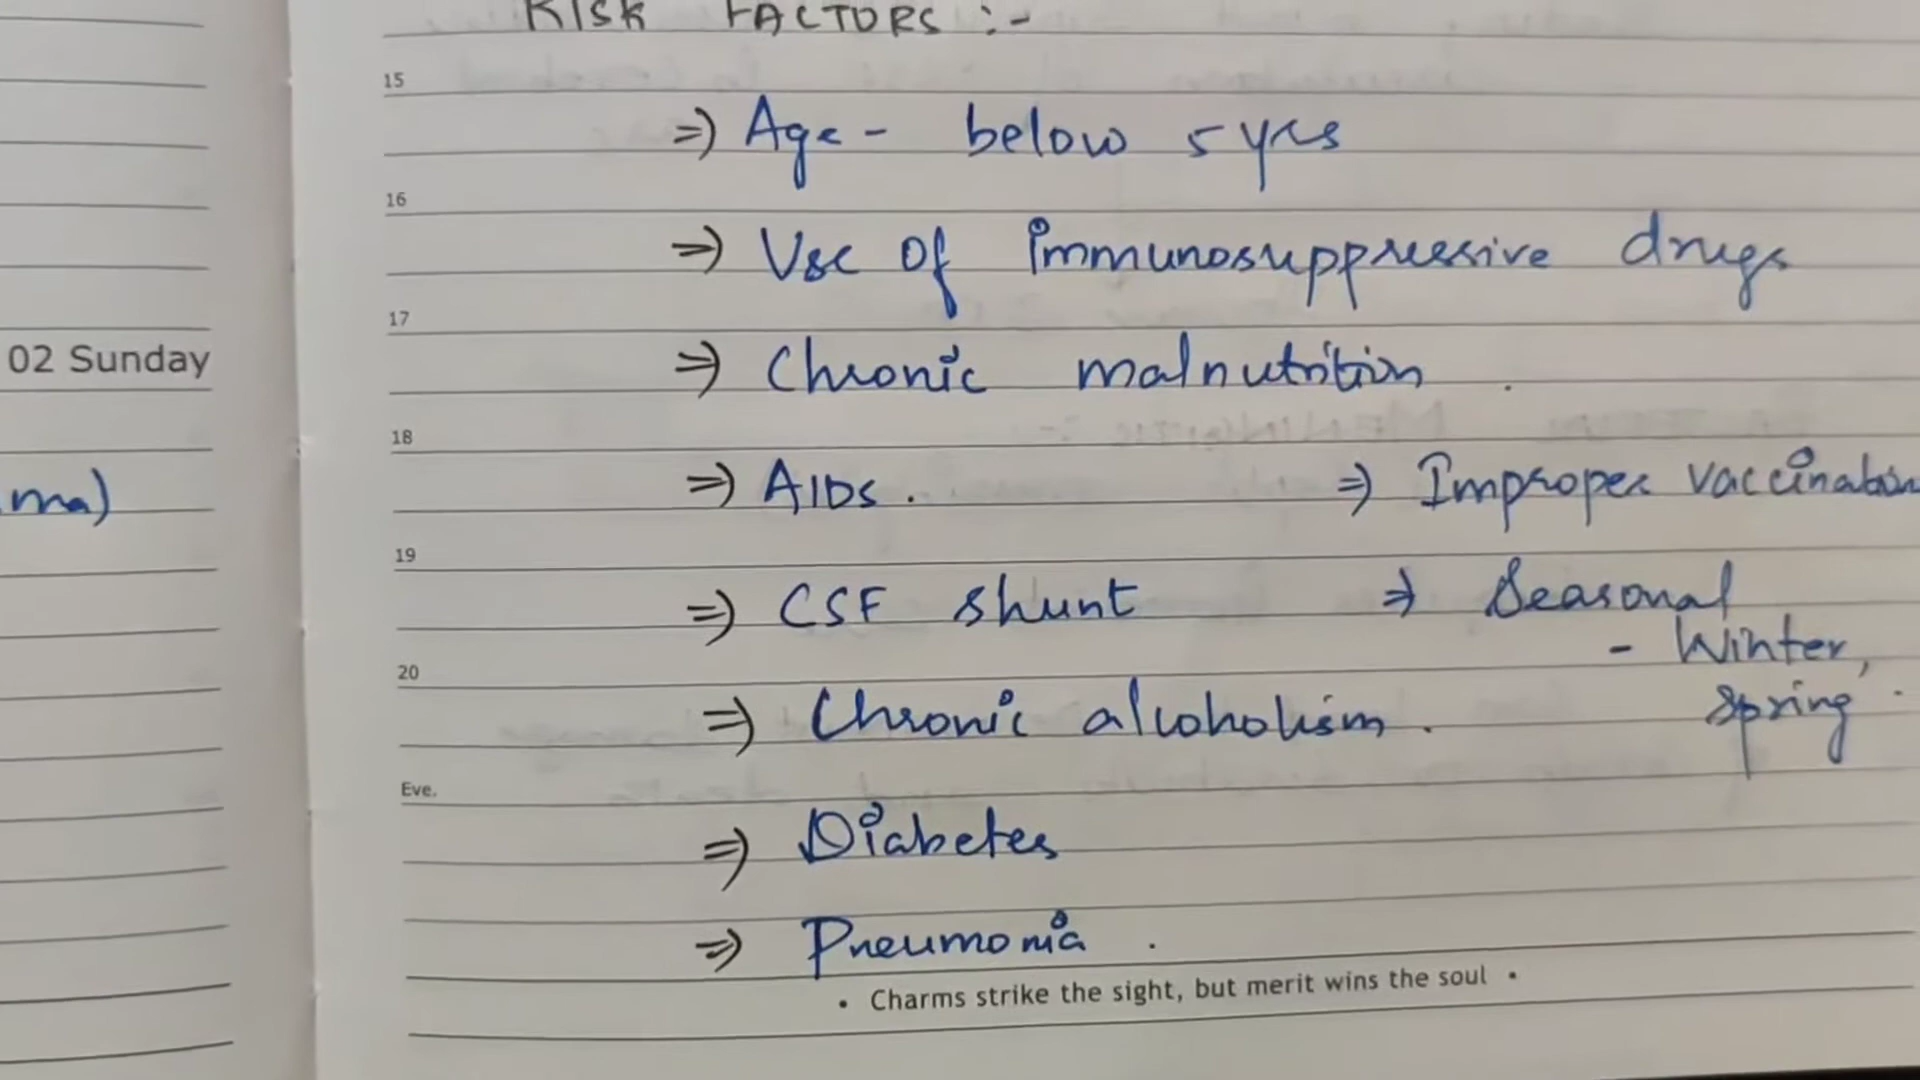 RISK FACTORS :-
15
⇒ Age - below 5 yrs
16
⇒ Use Of Immunosuppressive drugs
17
⇒ Chronic malnutrition .
02 Sunday
18
ma)
⇒ AIDS . ⇒ Improper vaccination
19
⇒ CSF shunt ⇒ Seasonal
- Winter,
20
⇒ Chronic alcoholism . spring .
Eve.
⇒ Diabetes
⇒ Pneumonia .
• Charms strike the sight, but merit wins the soul •